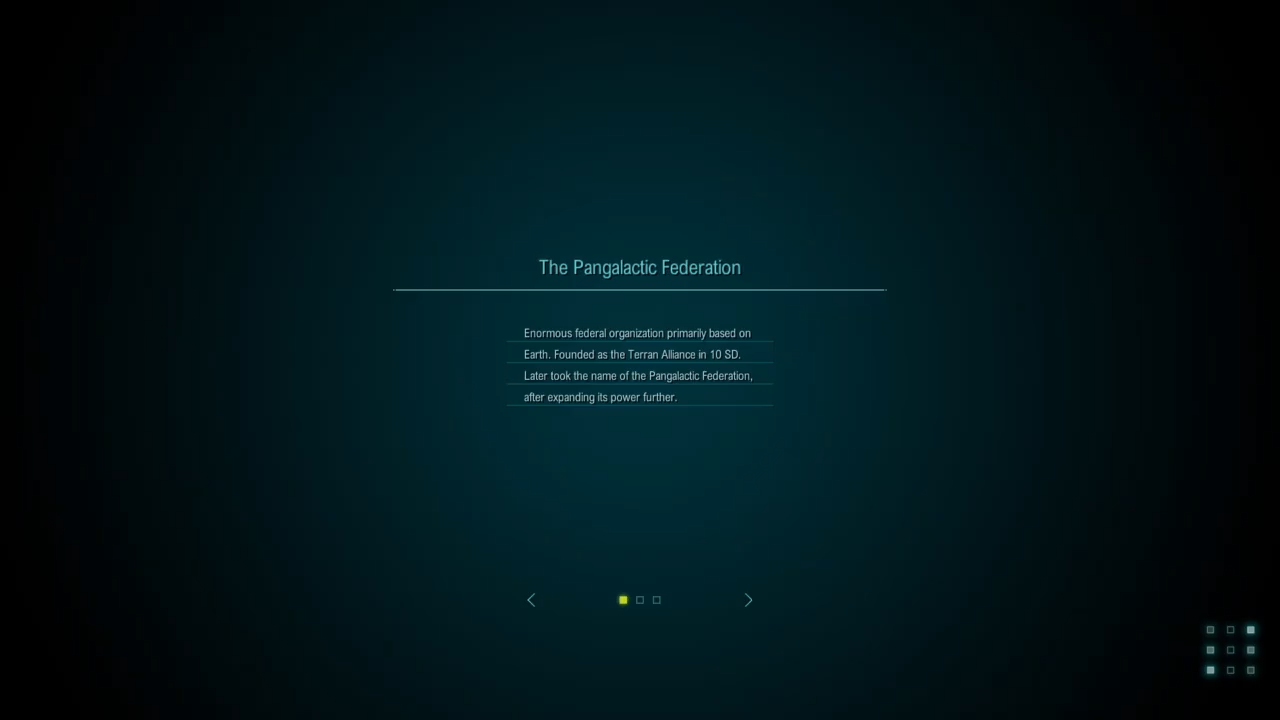 The Pangalactic Federation
Enormous federal organization primarily based on
Earth. Founded as the Terran Alliance in 10 SD.
Later took the name of the Pangalactic Federation,
after expanding its power further.